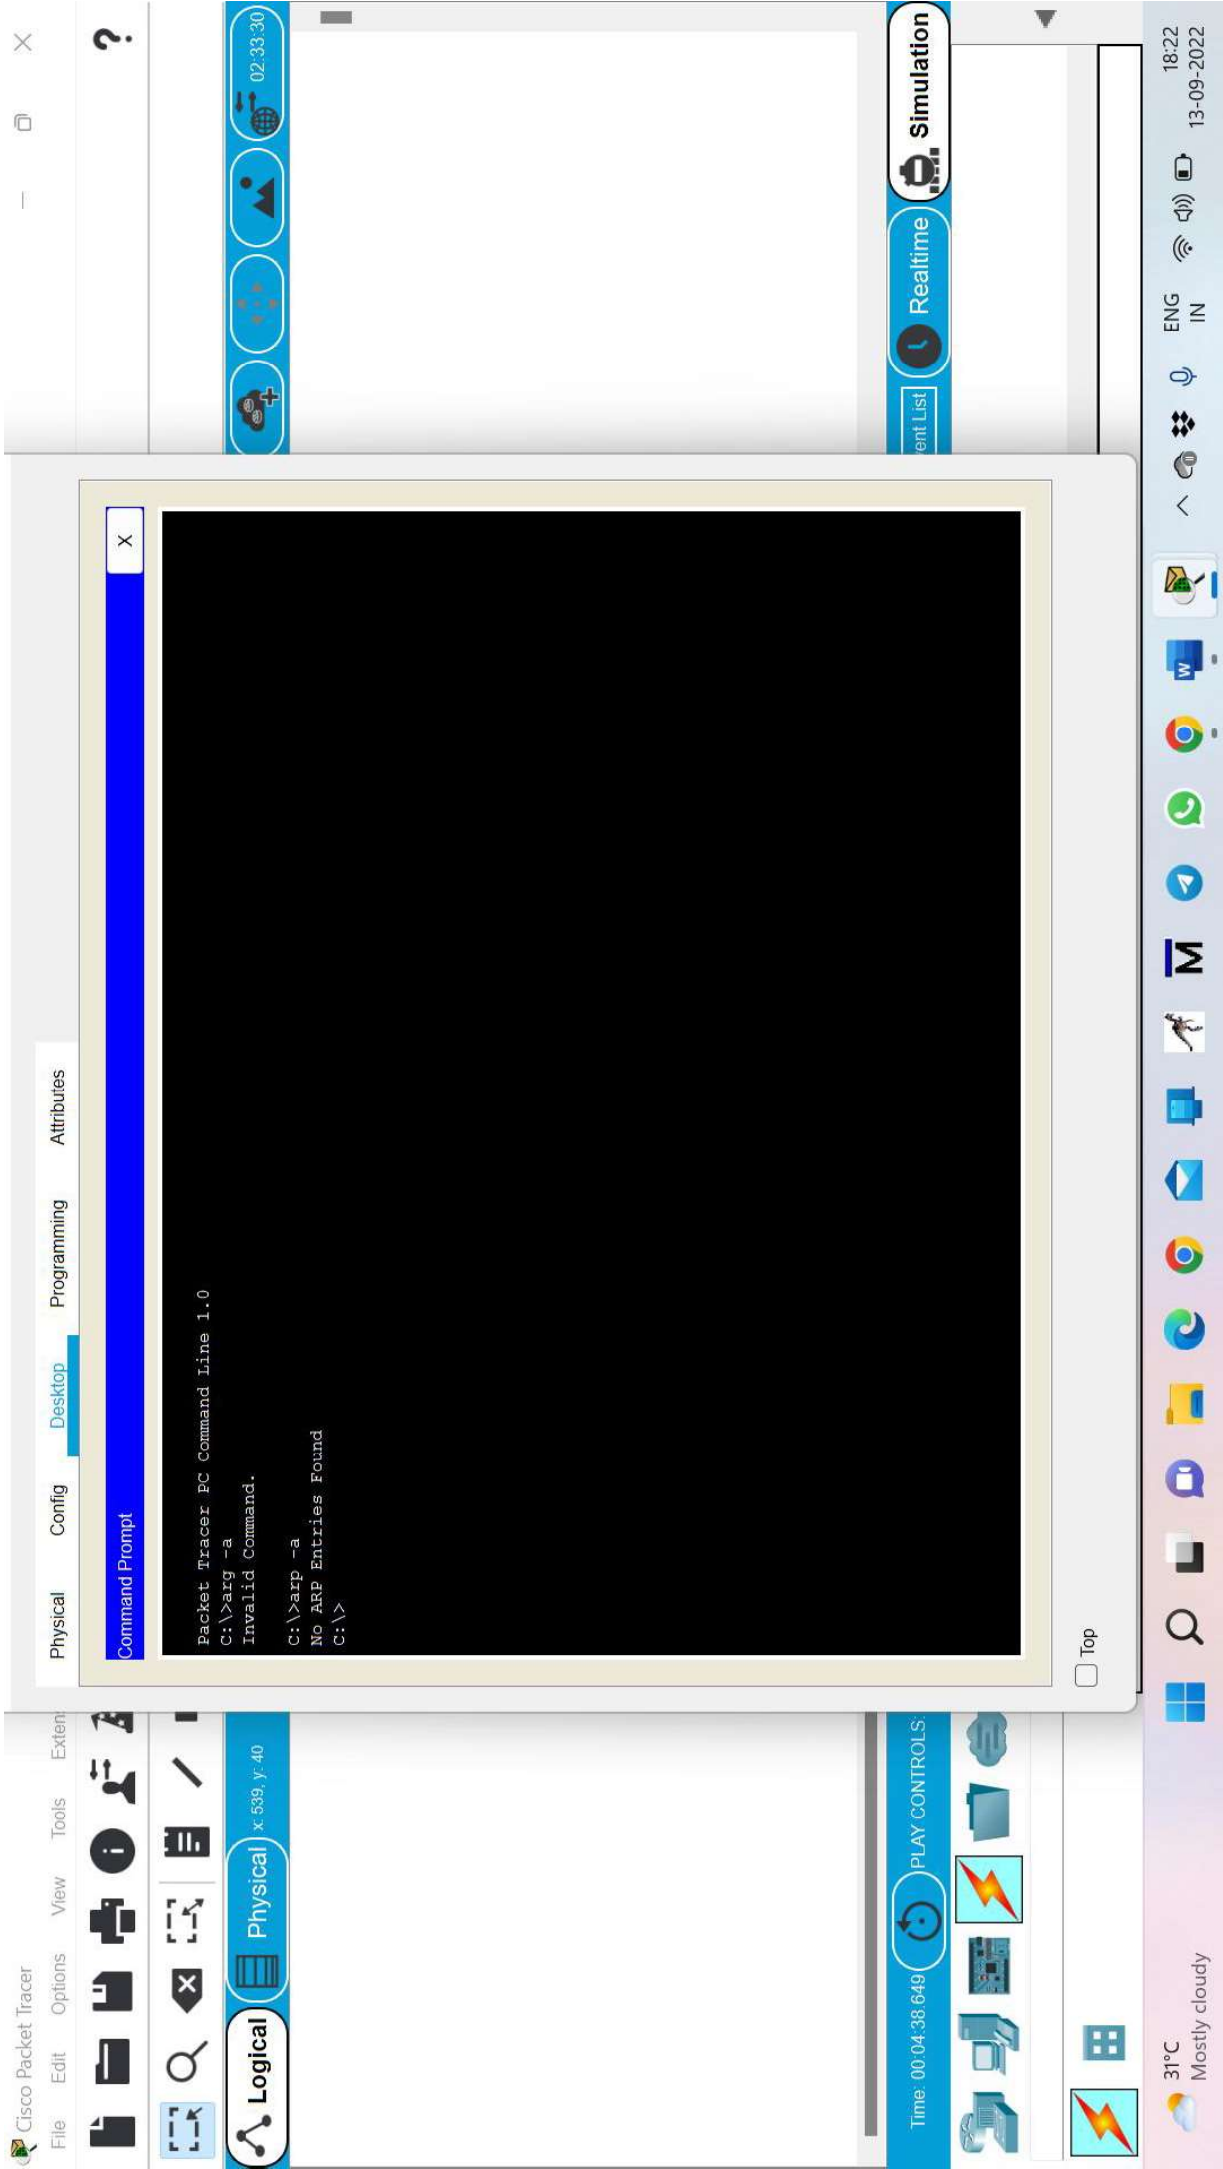 Cisco Packet Tracer
File Edit Options View Tools Exten
Physical Config Desktop Programming Attributes
?
Command Prompt X
Logical Physical x: 539, y: 40 02:33:30
Packet Tracer PC Command Line 1.0
C:\>arg -a
Invalid Command.
C:\>arp -a
No ARP Entries Found
C:\>
Time: 00:04:38.649 PLAY CONTROLS: ent List Realtime Simulation
Top
31°C
Mostly cloudy
W
M
ENG
IN
18:22
13-09-2022